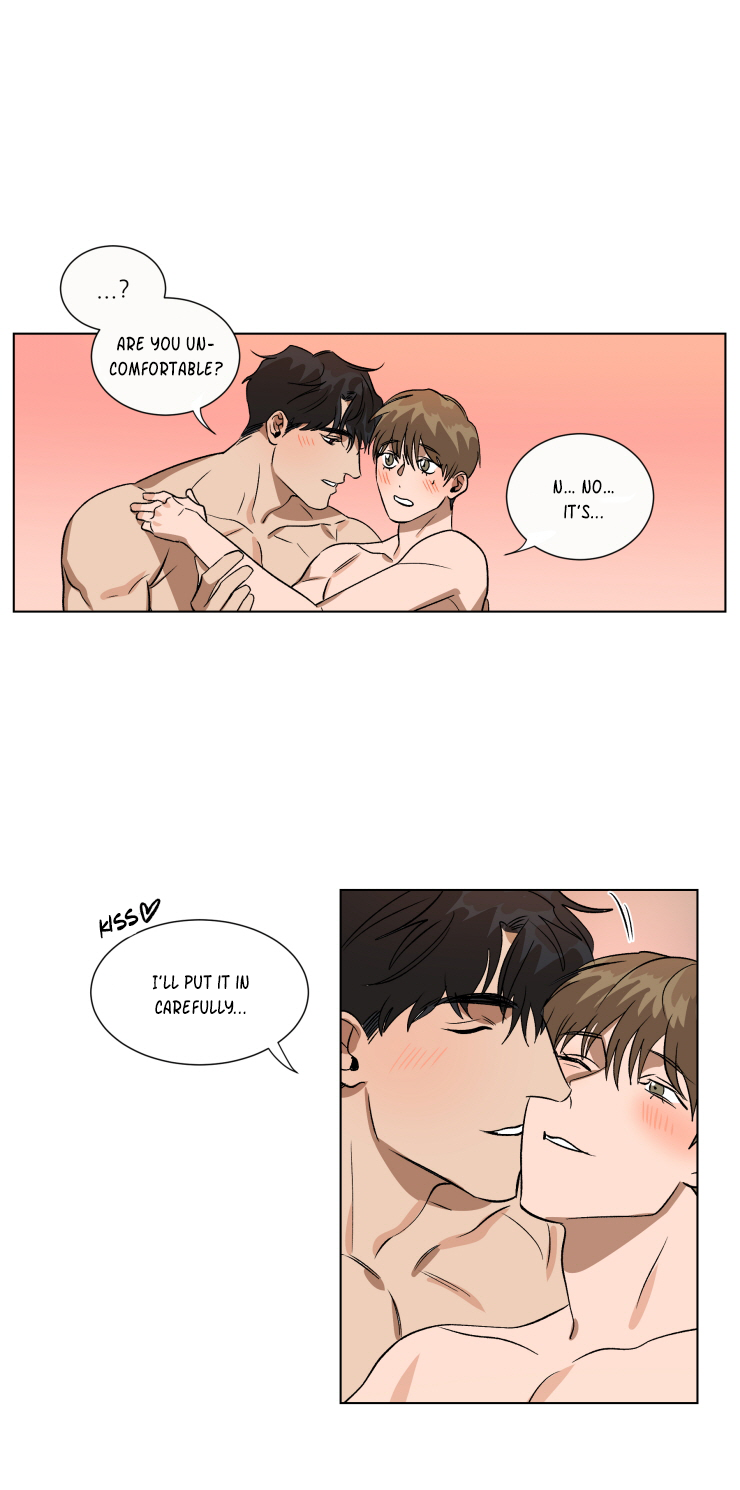 ...?
ARE YOU UN-
COMFORTABLE?
N... NO...
IT'S...
KISS♡
I'LL PUT IT IN
CAREFULLY...